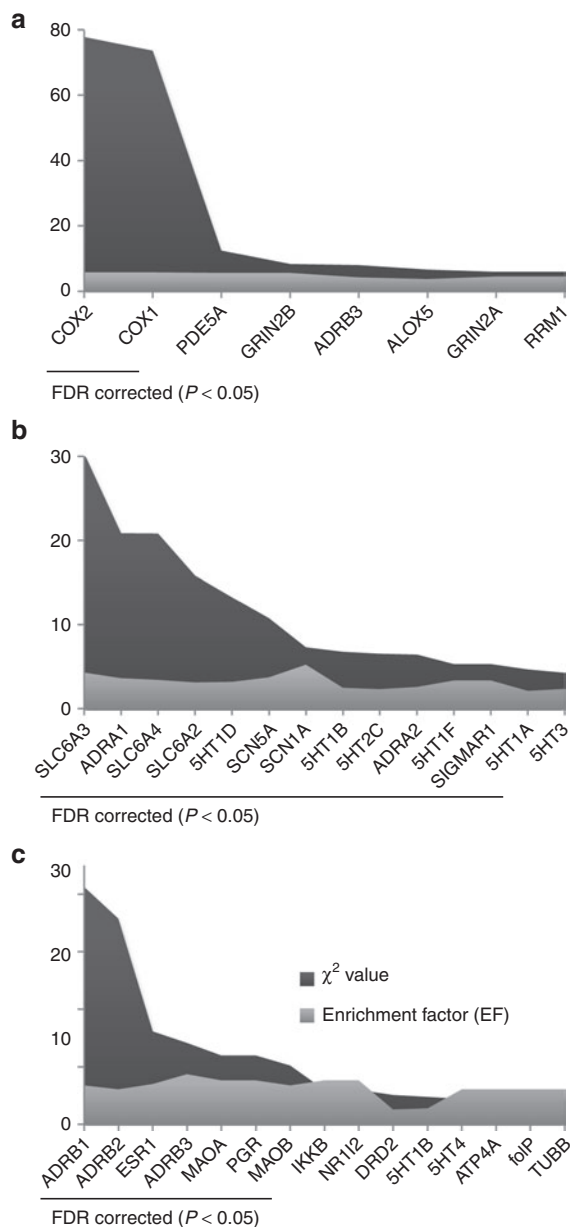 a
80
60
40
20
0
COX2
COX1
PDE5A
GRIN2B
ADRB3
ALOX5
GRIN2A
RRM1
FDR corrected (P < 0.05)
b
30
20
10
0
SLC6A3
ADRA1
SLC6A4
SLC6A2
5HT1D
SCN5A
SCN1A
5HT1B
5HT2C
ADRA2
5HT1F
SIGMAR1
5HT1A
5HT3
FDR corrected (P < 0.05)
c
30
20
10
0
χ² value
Enrichment factor (EF)
ADRB1
ADRB2
ESR1
ADRB3
MAOA
PGR
MAOB
IKKB
NR1I2
DRD2
5HT1B
5HT4
ATP4A
folP
TUBB
FDR corrected (P < 0.05)